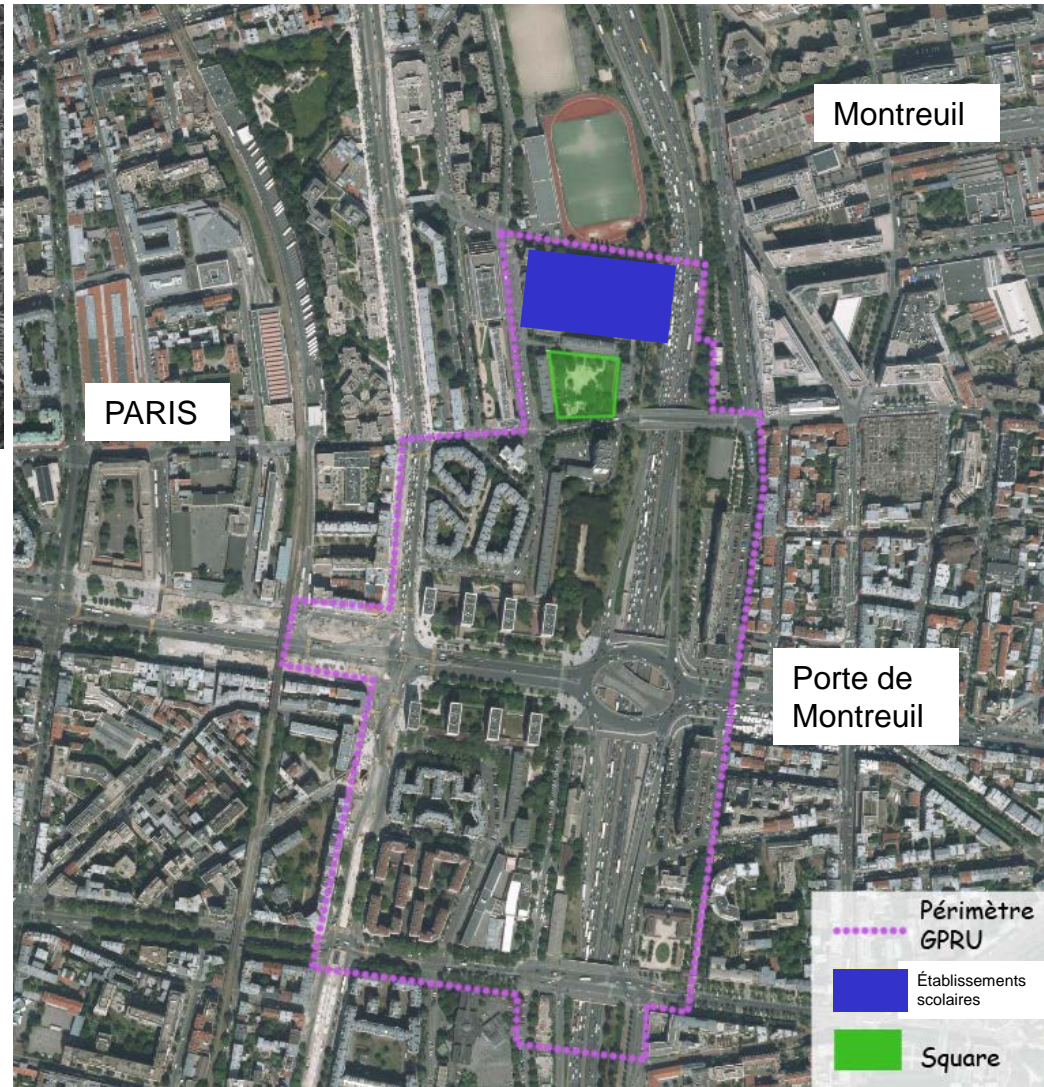 Montreuil
PARIS
Porte de
Montreuil
Périmètre
GPRU
Établissements
scolaires
Square